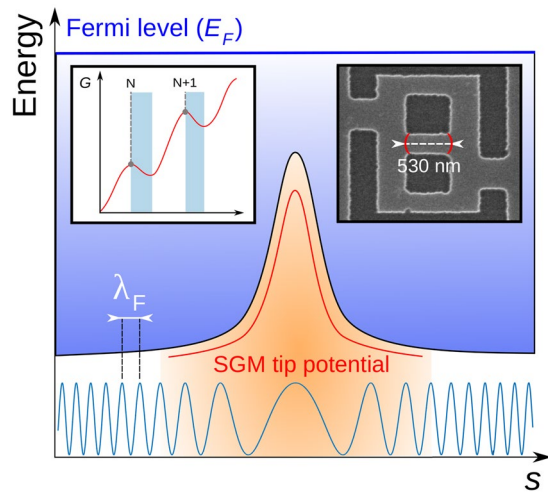 Energy
Fermi level (E_F)
G
N
N+1
530 nm
λ_F
SGM tip potential
s